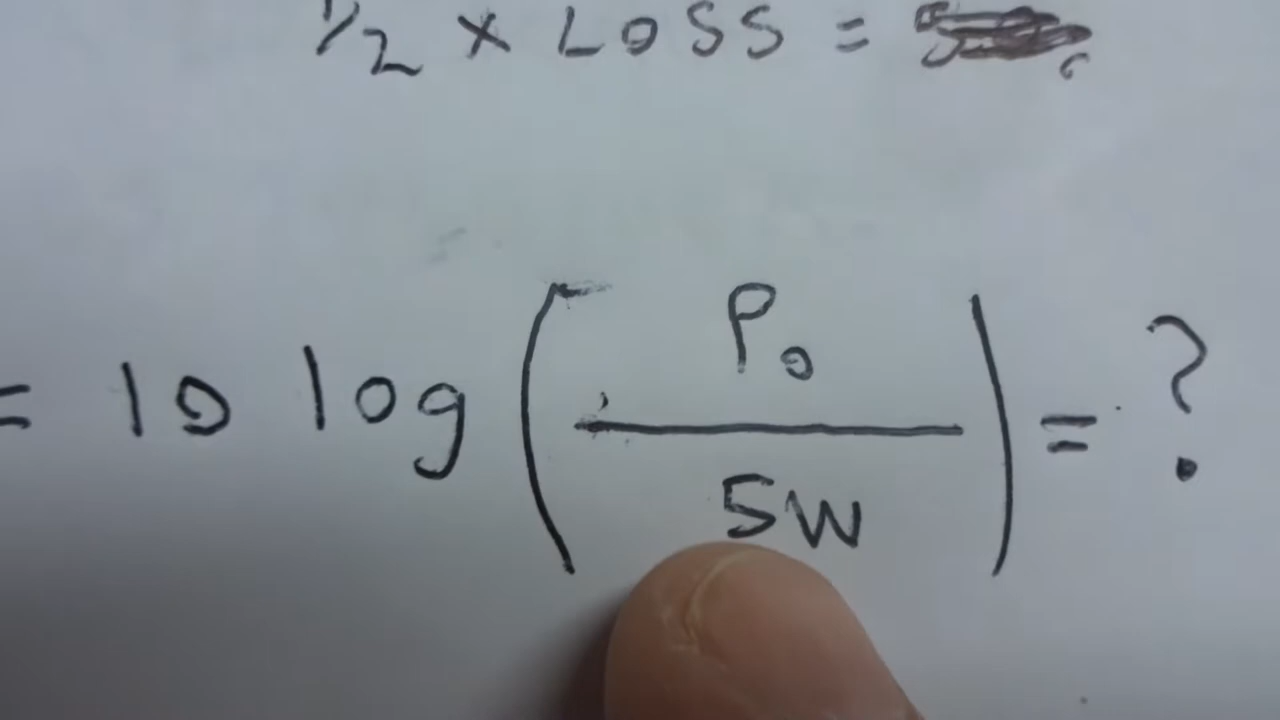 1/2 x LOSS =
= 10 log ( P₀ / 5W ) = ?